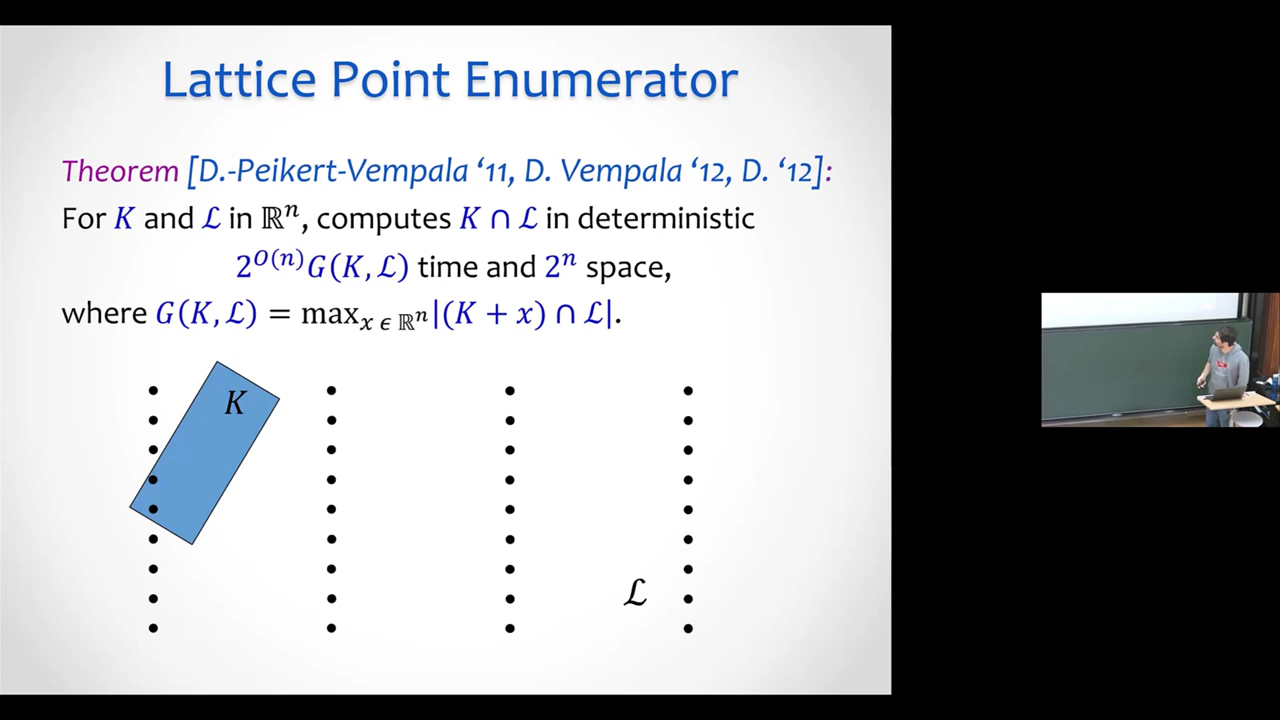 Lattice Point Enumerator
Theorem [D.-Peikert-Vempala ‘11, D. Vempala ‘12, D. ‘12]:
For K and ℒ in ℝⁿ, computes K ∩ ℒ in deterministic
2^{O(n)}G(K, ℒ) time and 2ⁿ space,
where G(K, ℒ) = max_{x ∈ ℝⁿ}|(K + x) ∩ ℒ|.
K
ℒ